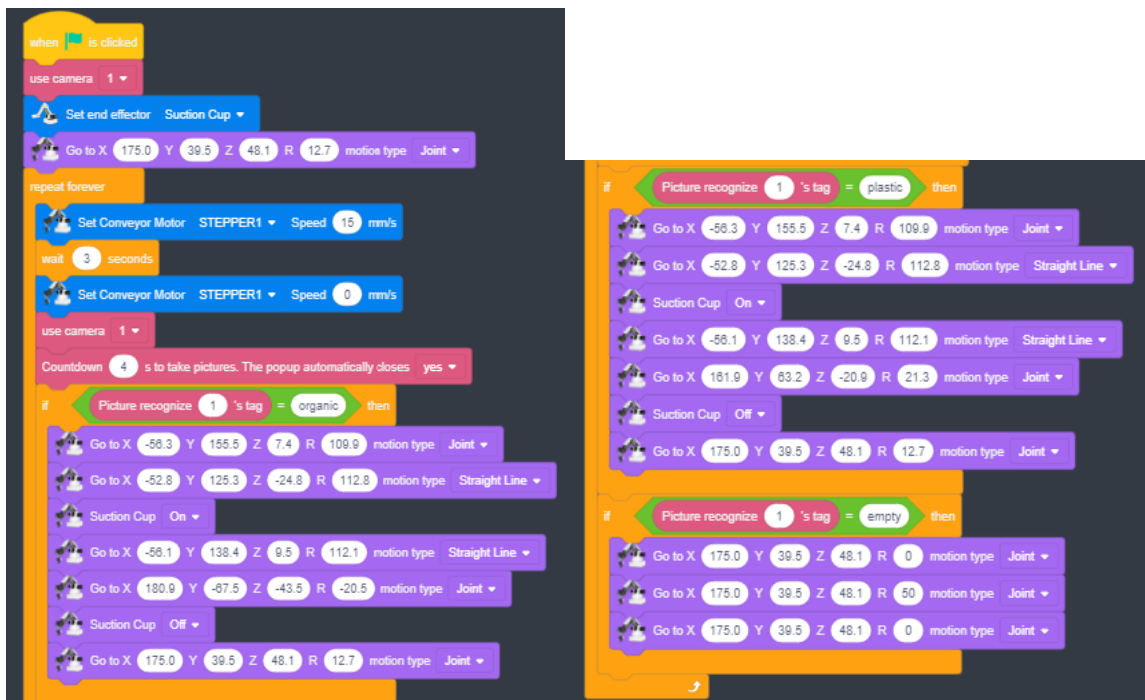 when is clicked
use camera 1
Set end effector Suction Cup
Go to X 175.0 Y 39.5 Z 48.1 R 12.7 motion type Joint
repeat forever
Set Conveyor Motor STEPPER1 Speed 15 mm/s
wait 3 seconds
Set Conveyor Motor STEPPER1 Speed 0 mm/s
use camera 1
Countdown 4 s to take pictures. The popup automatically closes yes
if Picture recognize 1 's tag = organic then
Go to X -56.3 Y 155.5 Z 7.4 R 109.9 motion type Joint
Go to X -52.8 Y 125.3 Z -24.8 R 112.8 motion type Straight Line
Suction Cup On
Go to X -56.1 Y 138.4 Z 9.5 R 112.1 motion type Straight Line
Go to X 180.9 Y -67.5 Z -43.5 R -20.5 motion type Joint
Suction Cup Off
Go to X 175.0 Y 39.5 Z 48.1 R 12.7 motion type Joint
if Picture recognize 1 's tag = plastic then
Go to X -56.3 Y 155.5 Z 7.4 R 109.9 motion type Joint
Go to X -52.8 Y 125.3 Z -24.8 R 112.8 motion type Straight Line
Suction Cup On
Go to X -56.1 Y 138.4 Z 9.5 R 112.1 motion type Straight Line
Go to X 161.9 Y 63.2 Z -20.9 R 21.3 motion type Joint
Suction Cup Off
Go to X 175.0 Y 39.5 Z 48.1 R 12.7 motion type Joint
if Picture recognize 1 's tag = empty then
Go to X 175.0 Y 39.5 Z 48.1 R 0 motion type Joint
Go to X 175.0 Y 39.5 Z 48.1 R 50 motion type Joint
Go to X 175.0 Y 39.5 Z 48.1 R 0 motion type Joint